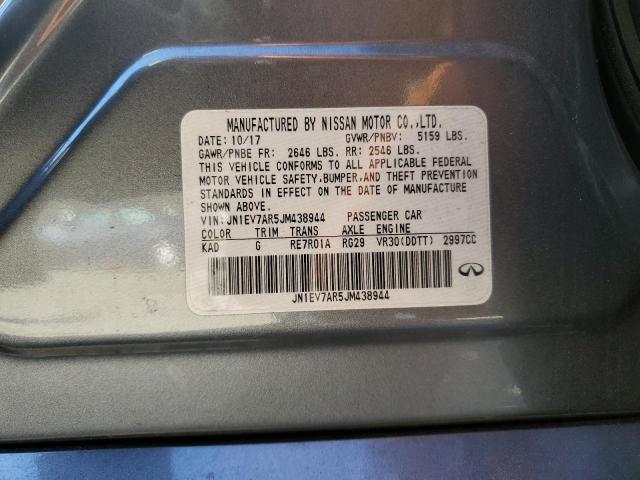 MANUFACTURED BY NISSAN MOTOR CO.,LTD.
DATE: 10/17 GVWR/PNBV: 5159 LBS.
GAWR/PNBE FR: 2646 LBS. RR: 2546 LBS.
THIS VEHICLE CONFORMS TO ALL APPLICABLE FEDERAL
MOTOR VEHICLE SAFETY,BUMPER,AND THEFT PREVENTION
STANDARDS IN EFFECT ON THE DATE OF MANUFACTURE
SHOWN ABOVE.
VIN: JN1EV7AR5JM438944 PASSENGER CAR
COLOR TRIM TRANS AXLE ENGINE
KAD G RE7R01A RG29 VR30(DDTT) 2997CC
JN1EV7AR5JM438944